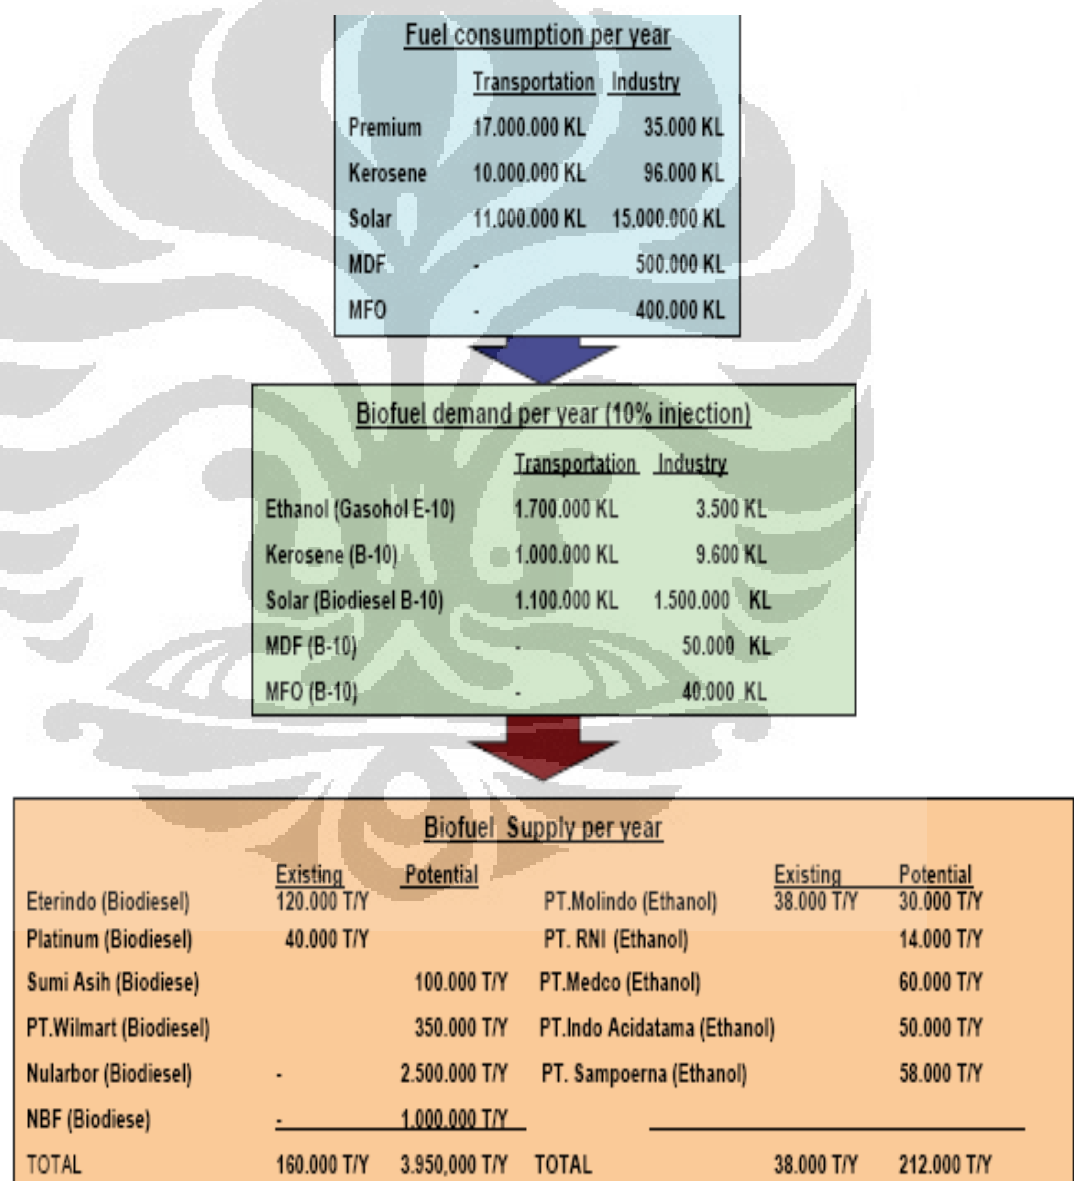 Fuel consumption per year
Transportation Industry
Premium 17.000.000 KL 35.000 KL
Kerosene 10.000.000 KL 96.000 KL
Solar 11.000.000 KL 15.000.000 KL
MDF - 500.000 KL
MFO - 400.000 KL
Biofuel demand per year (10% injection)
Transportation Industry
Ethanol (Gasohol E-10) 1.700.000 KL 3.500 KL
Kerosene (B-10) 1.000.000 KL 9.600 KL
Solar (Biodiesel B-10) 1.100.000 KL 1.500.000 KL
MDF (B-10) - 50.000 KL
MFO (B-10) - 40.000 KL
Biofuel Supply per year
Existing Potential Existing Potential
Eterindo (Biodiesel) 120.000 T/Y PT.Molindo (Ethanol) 38.000 T/Y 30.000 T/Y
Platinum (Biodiesel) 40.000 T/Y PT. RNI (Ethanol) 14.000 T/Y
Sumi Asih (Biodiese) 100.000 T/Y PT.Medco (Ethanol) 60.000 T/Y
PT.Wilmart (Biodiesel) 350.000 T/Y PT.Indo Acidatama (Ethanol) 50.000 T/Y
Nularbor (Biodiesel) - 2.500.000 T/Y PT. Sampoerna (Ethanol) 58.000 T/Y
NBF (Biodiese) - 1.000.000 T/Y
TOTAL 160.000 T/Y 3.950,000 T/Y TOTAL 38.000 T/Y 212.000 T/Y